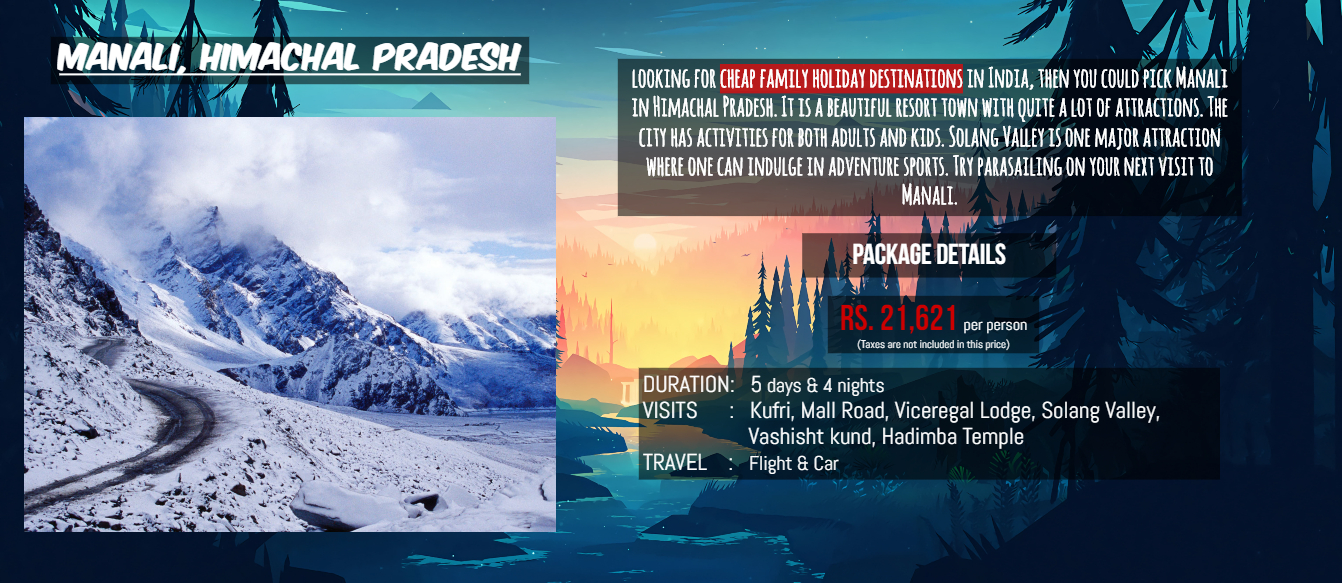 MANALI, HIMACHAL PRADESH
LOOKING FOR CHEAP FAMILY HOLIDAY DESTINATIONS IN INDIA, THEN YOU COULD PICK MANALI
IN HIMACHAL PRADESH. IT IS A BEAUTIFUL RESORT TOWN WITH QUITE A LOT OF ATTRACTIONS. THE
CITY HAS ACTIVITIES FOR BOTH ADULTS AND KIDS. SOLANG VALLEY IS ONE MAJOR ATTRACTION
WHERE ONE CAN INDULGE IN ADVENTURE SPORTS. TRY PARASAILING ON YOUR NEXT VISIT TO
MANALI.
PACKAGE DETAILS
RS. 21,621 per person
(Taxes are not included in this price)
DURATION: 5 days & 4 nights
VISITS : Kufri, Mall Road, Viceregal Lodge, Solang Valley,
Vashisht kund, Hadimba Temple
TRAVEL : Flight & Car